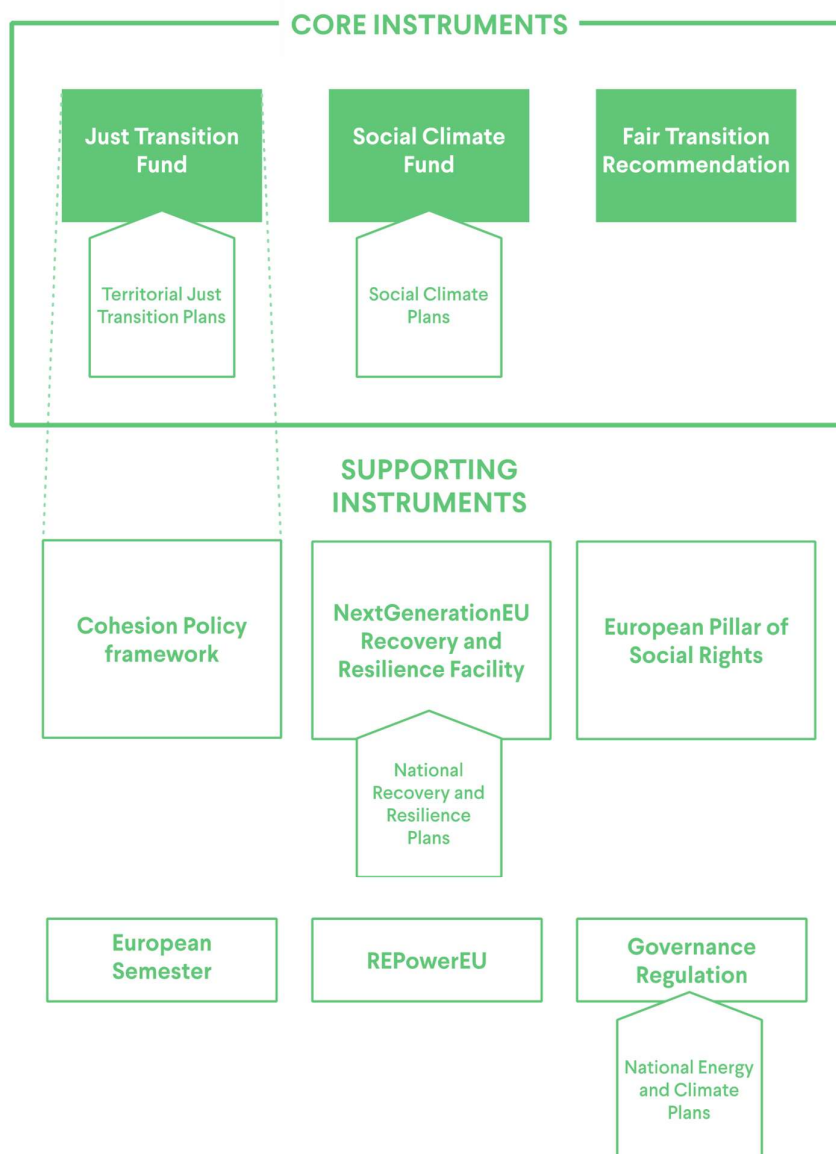 CORE INSTRUMENTS
Just Transition
Fund
Social Climate
Fund
Fair Transition
Recommendation
Territorial Just
Transition Plans
Social Climate
Plans
SUPPORTING
INSTRUMENTS
Cohesion Policy
framework
NextGenerationEU
Recovery and
Resilience Facility
European Pillar of
Social Rights
National
Recovery and
Resilience
Plans
European
Semester
REPowerEU
Governance
Regulation
National Energy
and Climate
Plans